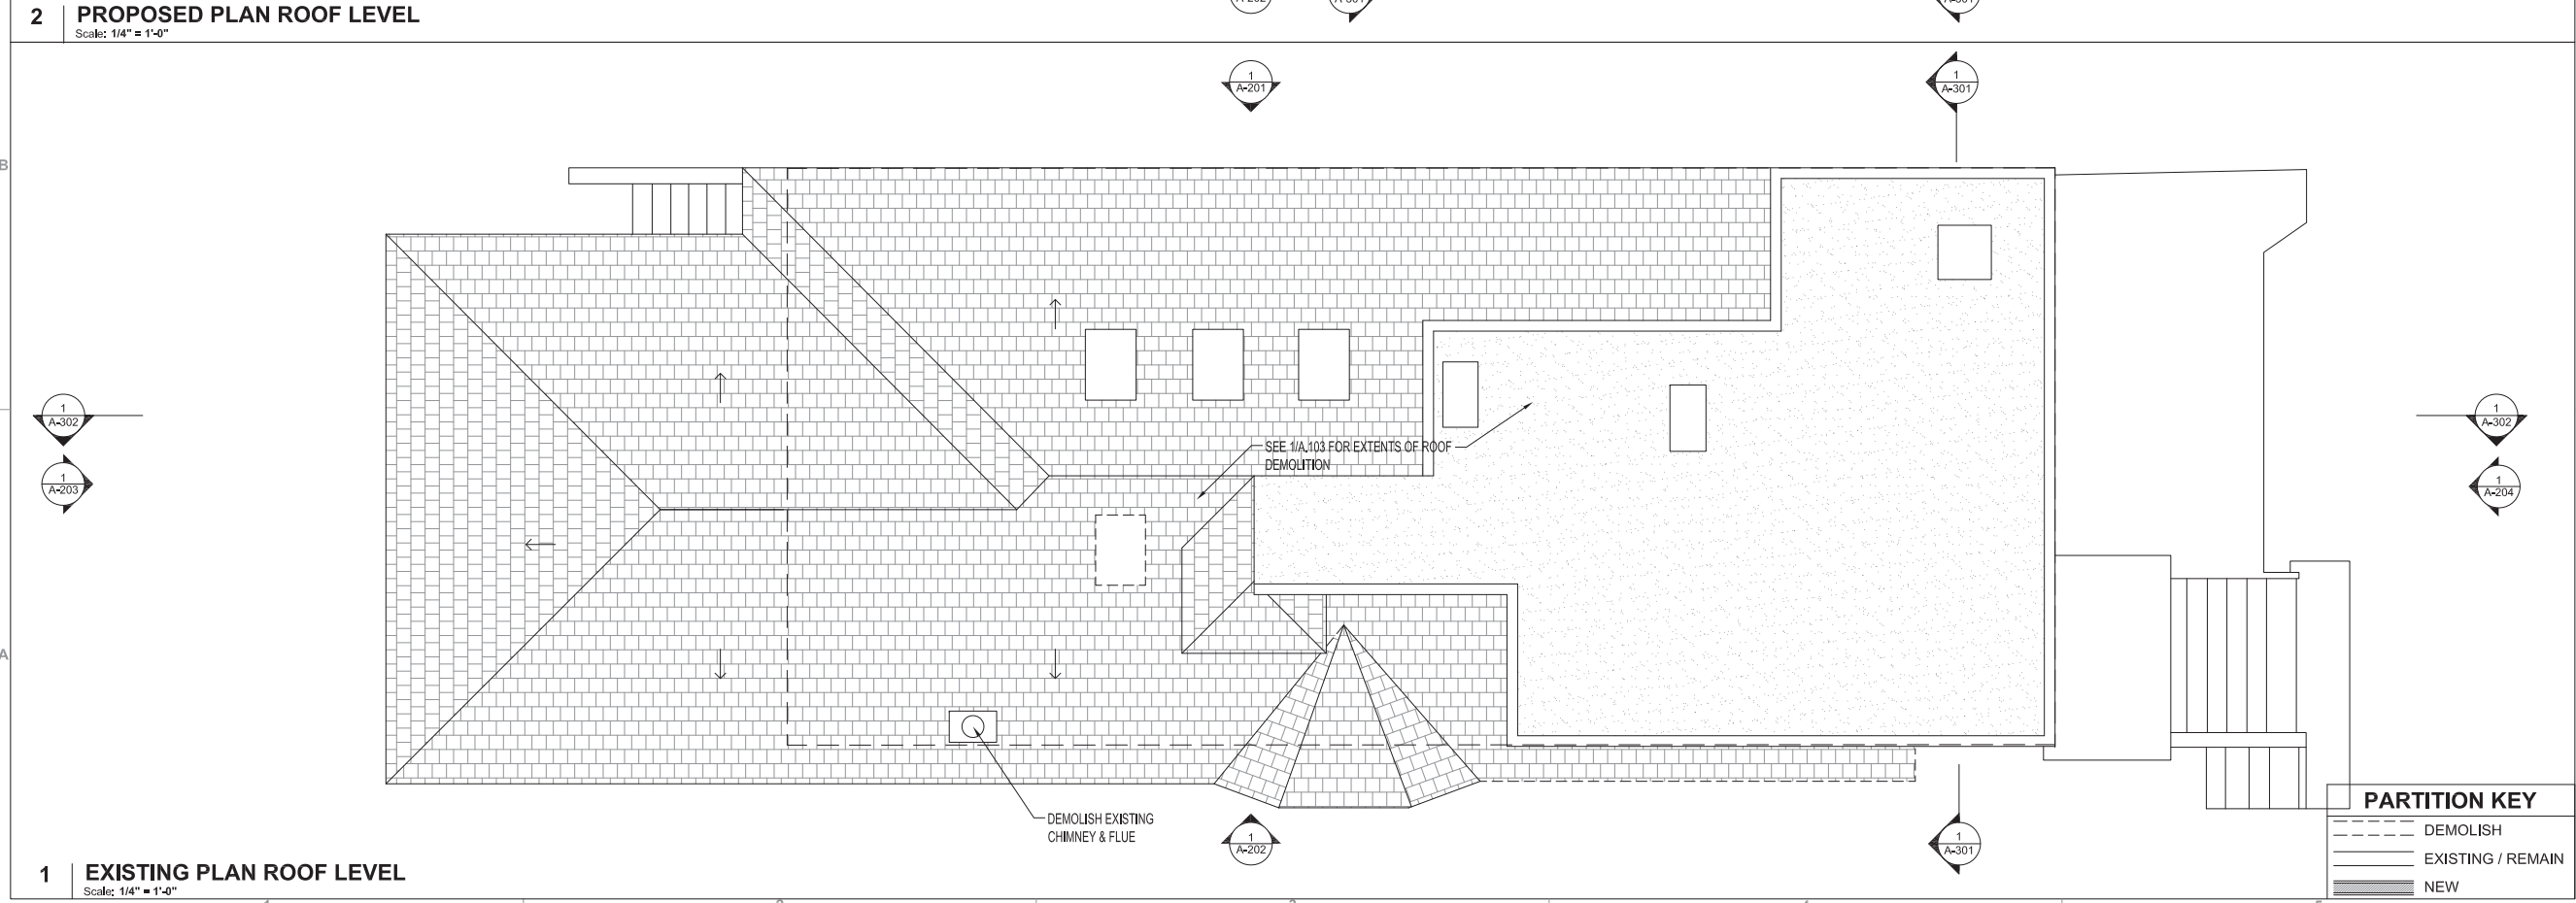 2 PROPOSED PLAN ROOF LEVEL
Scale: 1/4" = 1'-0"
1
A-201
1
A-301
B
1
A-302
1
A-203
SEE 1/A.103 FOR EXTENTS OF ROOF
DEMOLITION
1
A-302
1
A-204
A
DEMOLISH EXISTING
CHIMNEY & FLUE
1
A-202
1
A-301
PARTITION KEY
DEMOLISH
EXISTING / REMAIN
NEW
1 EXISTING PLAN ROOF LEVEL
Scale: 1/4" = 1'-0"